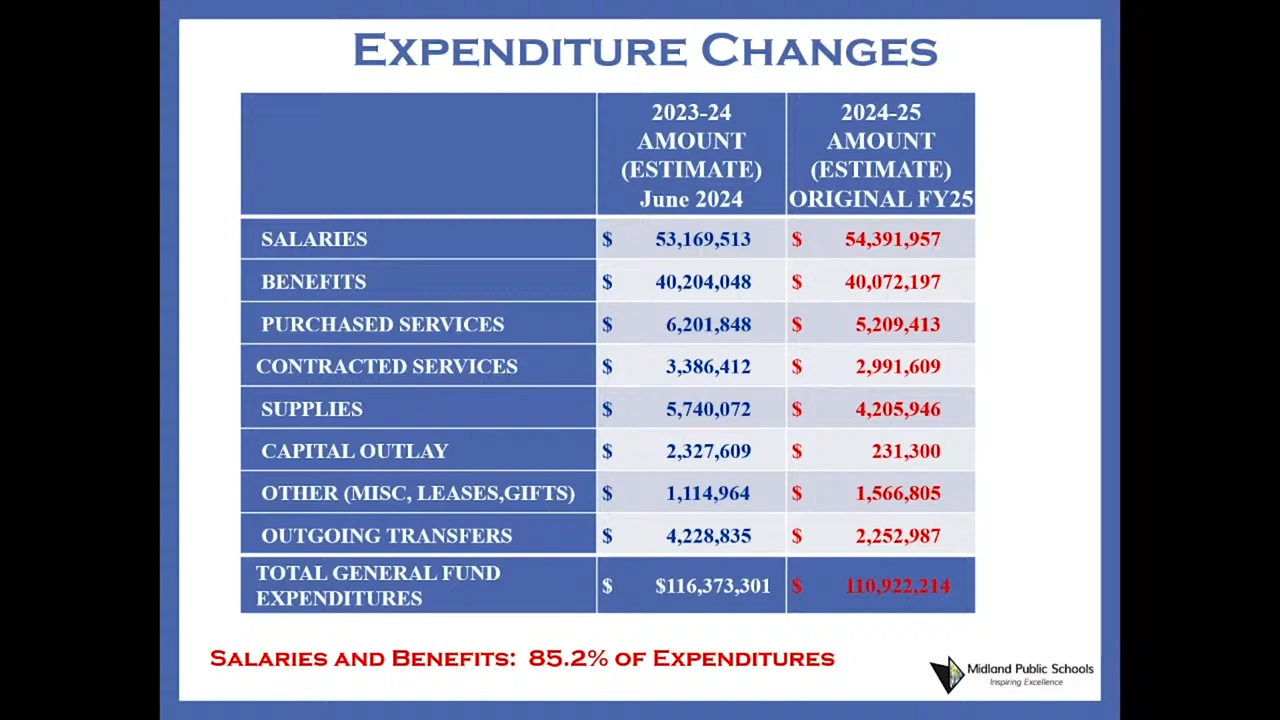 EXPENDITURE CHANGES
2023-24 AMOUNT (ESTIMATE) June 2024
2024-25 AMOUNT (ESTIMATE) ORIGINAL FY25
SALARIES $ 53,169,513 $ 54,391,957
BENEFITS $ 40,204,048 $ 40,072,197
PURCHASED SERVICES $ 6,201,848 $ 5,209,413
CONTRACTED SERVICES $ 3,386,412 $ 2,991,609
SUPPLIES $ 5,740,072 $ 4,205,946
CAPITAL OUTLAY $ 2,327,609 $ 231,300
OTHER (MISC, LEASES,GIFTS) $ 1,114,964 $ 1,566,805
OUTGOING TRANSFERS $ 4,228,835 $ 2,252,987
TOTAL GENERAL FUND EXPENDITURES $ $116,373,301 $ 110,922,214
SALARIES AND BENEFITS: 85.2% OF EXPENDITURES
Midland Public Schools
Inspiring Excellence